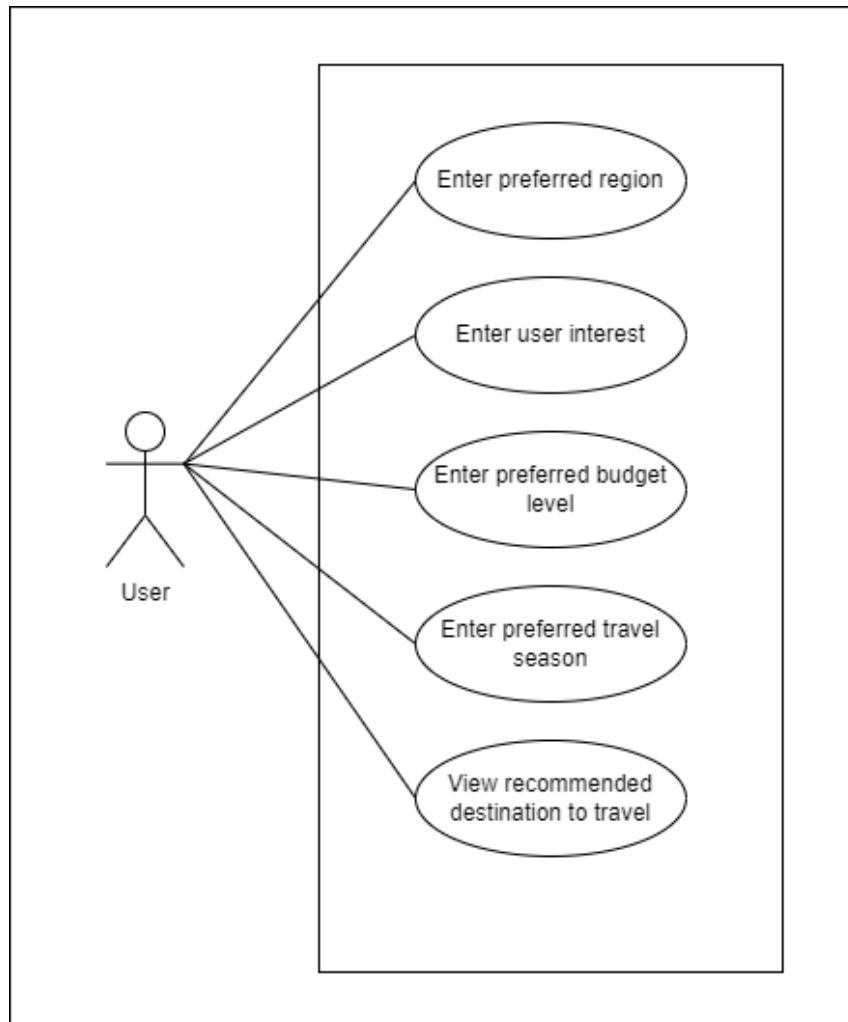 Enter preferred region
Enter user interest
Enter preferred budget
level
User
Enter preferred travel
season
View recommended
destination to travel